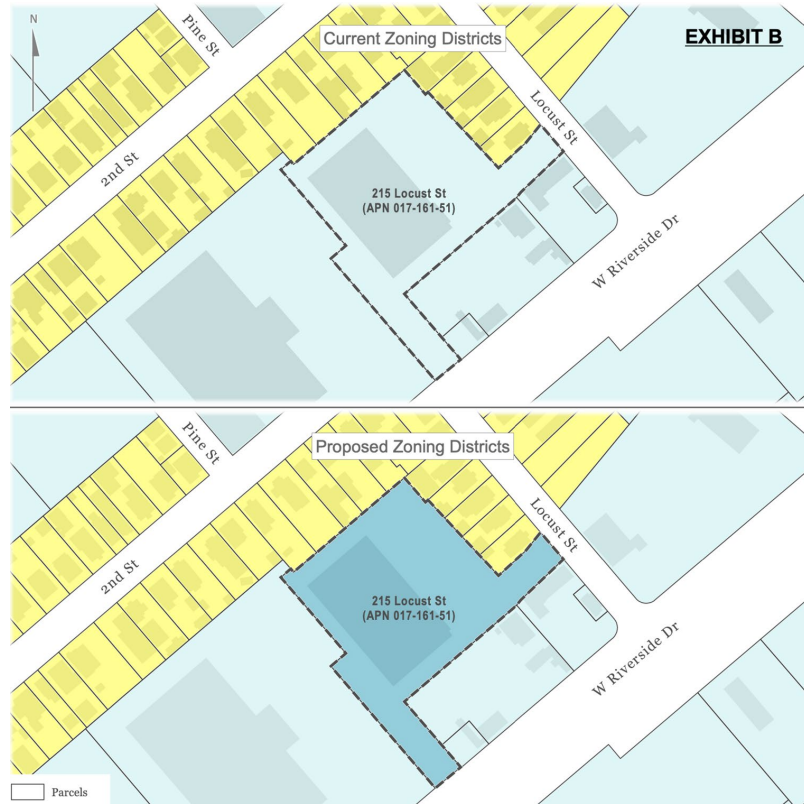 N
Pine St
Current Zoning Districts
EXHIBIT B
Locust St
2nd St
215 Locust St
(APN 017-161-51)
W Riverside Dr
Proposed Zoning Districts
Pine St
Locust St
2nd St
215 Locust St
(APN 017-161-51)
W Riverside Dr
Parcels